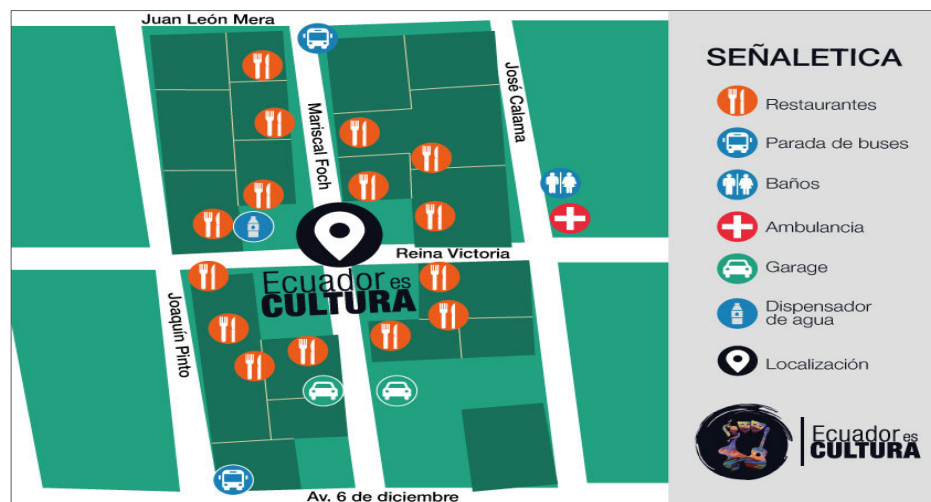 Juan León Mera
Mariscal Foch
José Calama
Reina Victoria
Ecuador es
CULTURA
Joaquín Pinto
Av. 6 de diciembre
SEÑALETICA
Restaurantes
Parada de buses
Baños
Ambulancia
Garage
Dispensador
de agua
Localización
Ecuador es
CULTURA